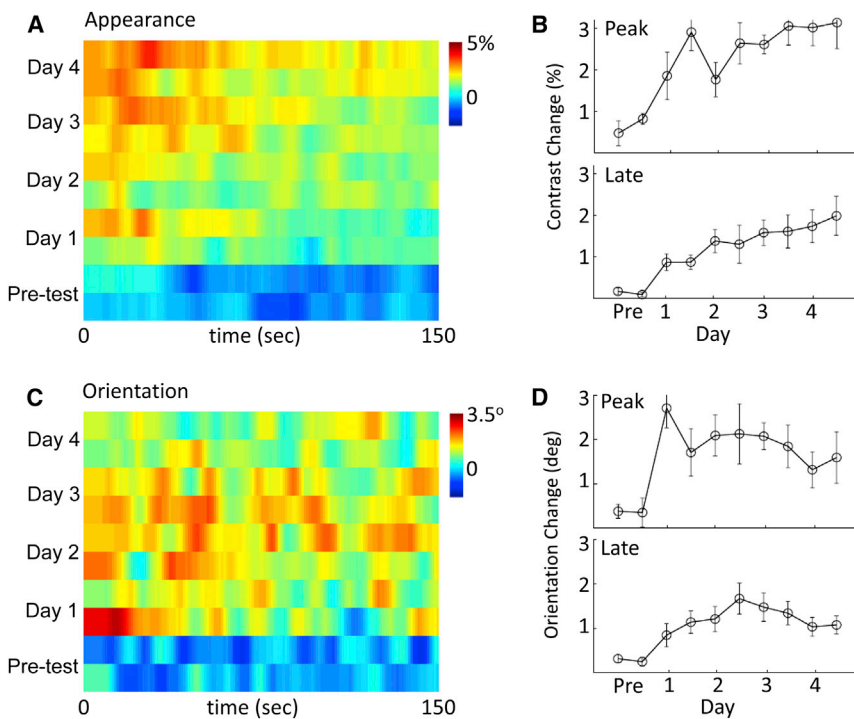 A
Appearance
Day 4
Day 3
Day 2
Day 1
Pre-test
0
time (sec)
150
5%
0
B
Peak
3
2
1
Late
3
2
1
Contrast Change (%)
Pre
1
2
3
4
Day
C
Orientation
Day 4
Day 3
Day 2
Day 1
Pre-test
0
time (sec)
150
3.5°
0
D
Peak
3
2
1
Late
3
2
1
Orientation Change (deg)
Pre
1
2
3
4
Day